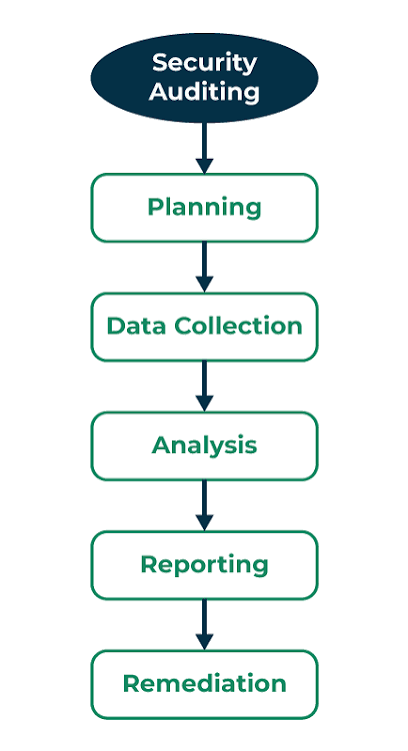 Security
Auditing
Planning
Data Collection
Analysis
Reporting
Remediation